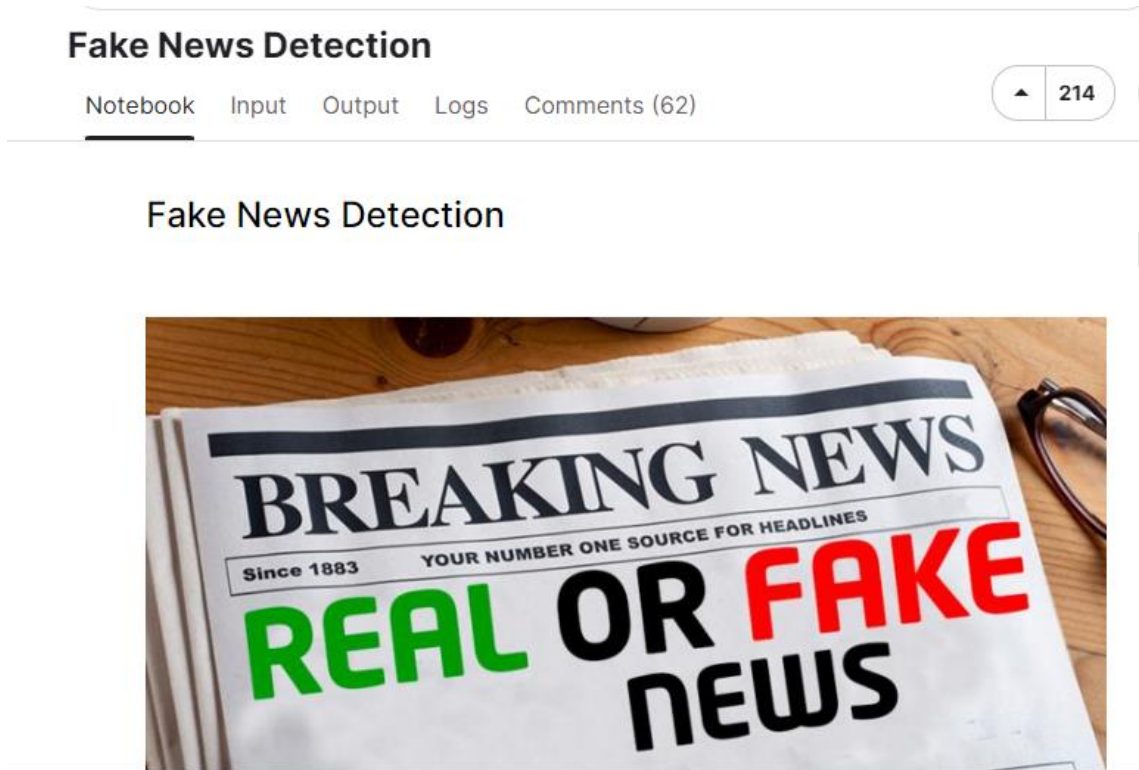 Fake News Detection
Notebook Input Output Logs Comments (62)
214
Fake News Detection
BREAKING NEWS
Since 1883 YOUR NUMBER ONE SOURCE FOR HEADLINES
REAL OR FAKE
NEWS